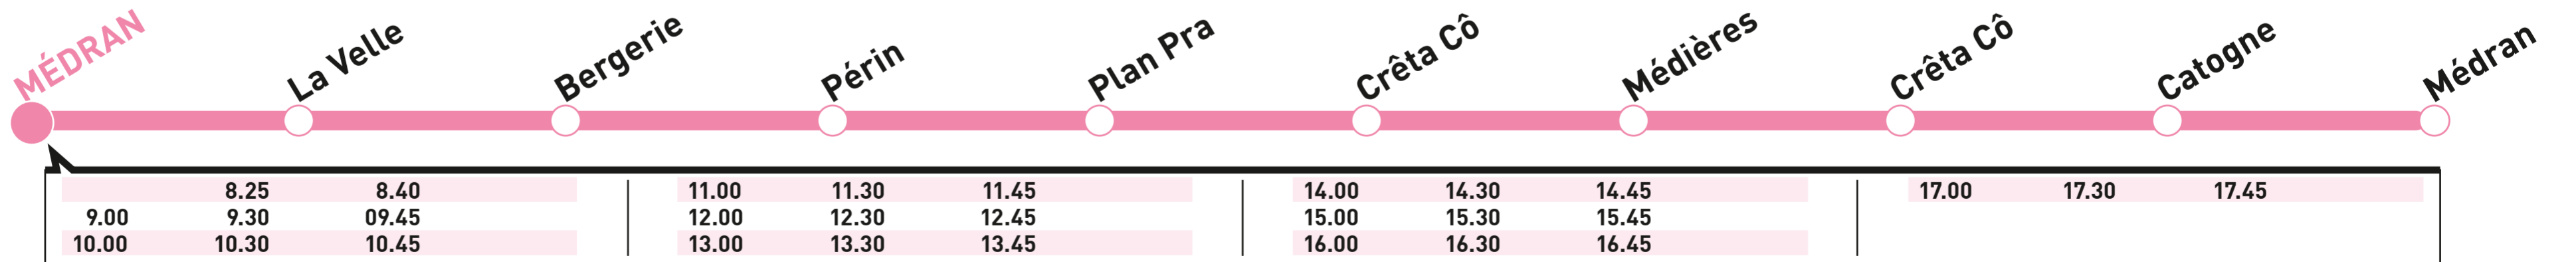 MÉDRAN
La Velle
Bergerie
Périn
Plan Pra
Crêta Cô
Médières
Crêta Cô
Catogne
Médran
8.25 8.40
9.00 9.30 09.45
10.00 10.30 10.45
11.00 11.30 11.45
12.00 12.30 12.45
13.00 13.30 13.45
14.00 14.30 14.45
15.00 15.30 15.45
16.00 16.30 16.45
17.00 17.30 17.45